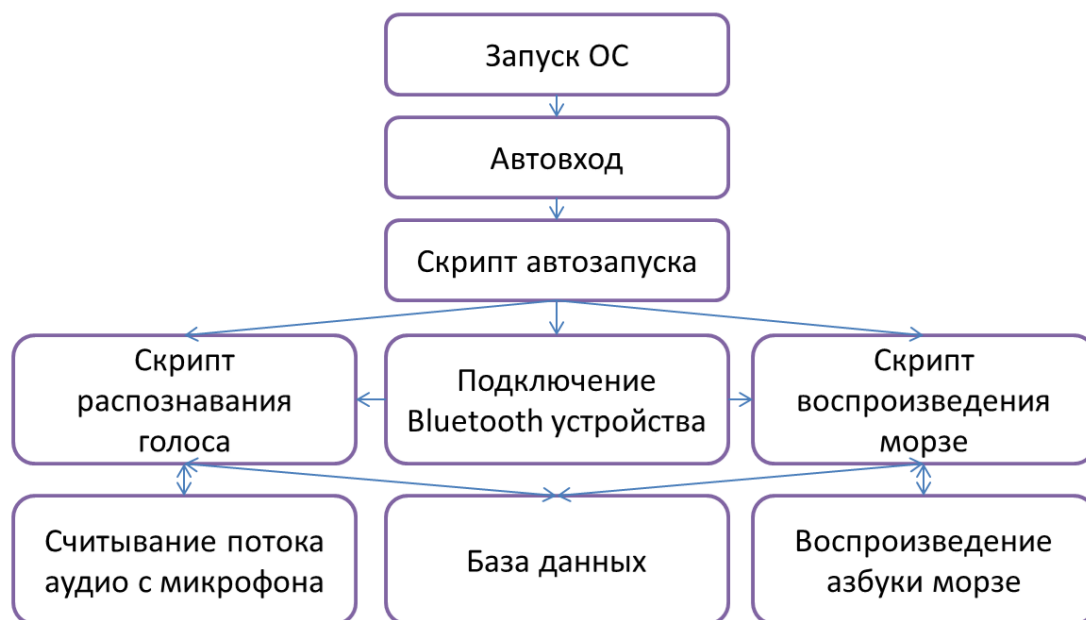 Запуск ОС
Автовход
Скрипт автозапуска
Скрипт
распознавания
голоса
Подключение
Bluetooth устройства
Скрипт
воспроизведения
морзе
Считывание потока
аудио с микрофона
База данных
Воспроизведение
азбуки морзе